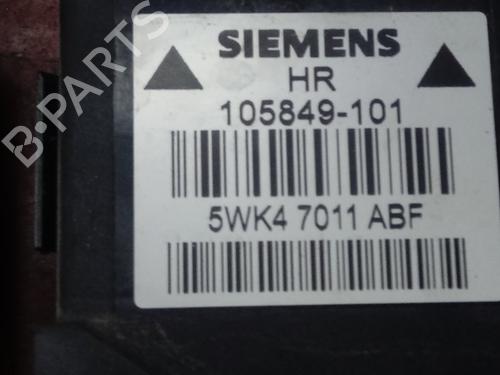 SIEMENS
HR
105849-101
5WK4 7011 ABF
B-PARTS